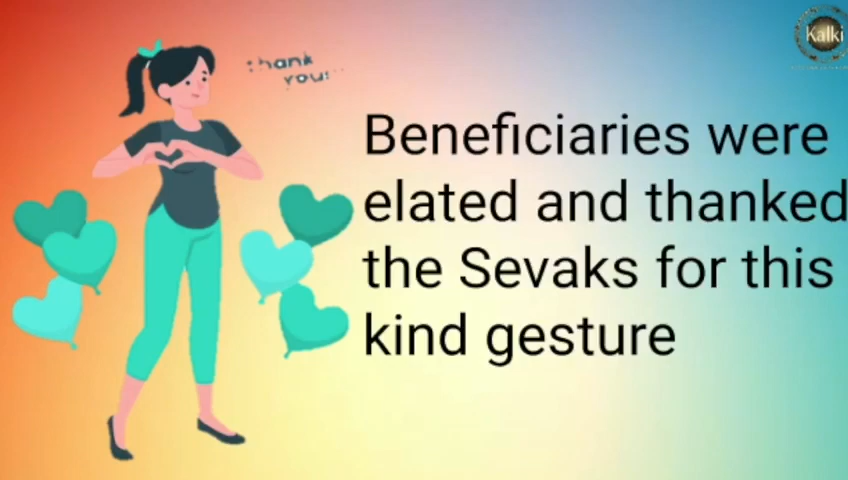 Kalki
thank
you!
Beneficiaries were
elated and thanked
the Sevaks for this
kind gesture